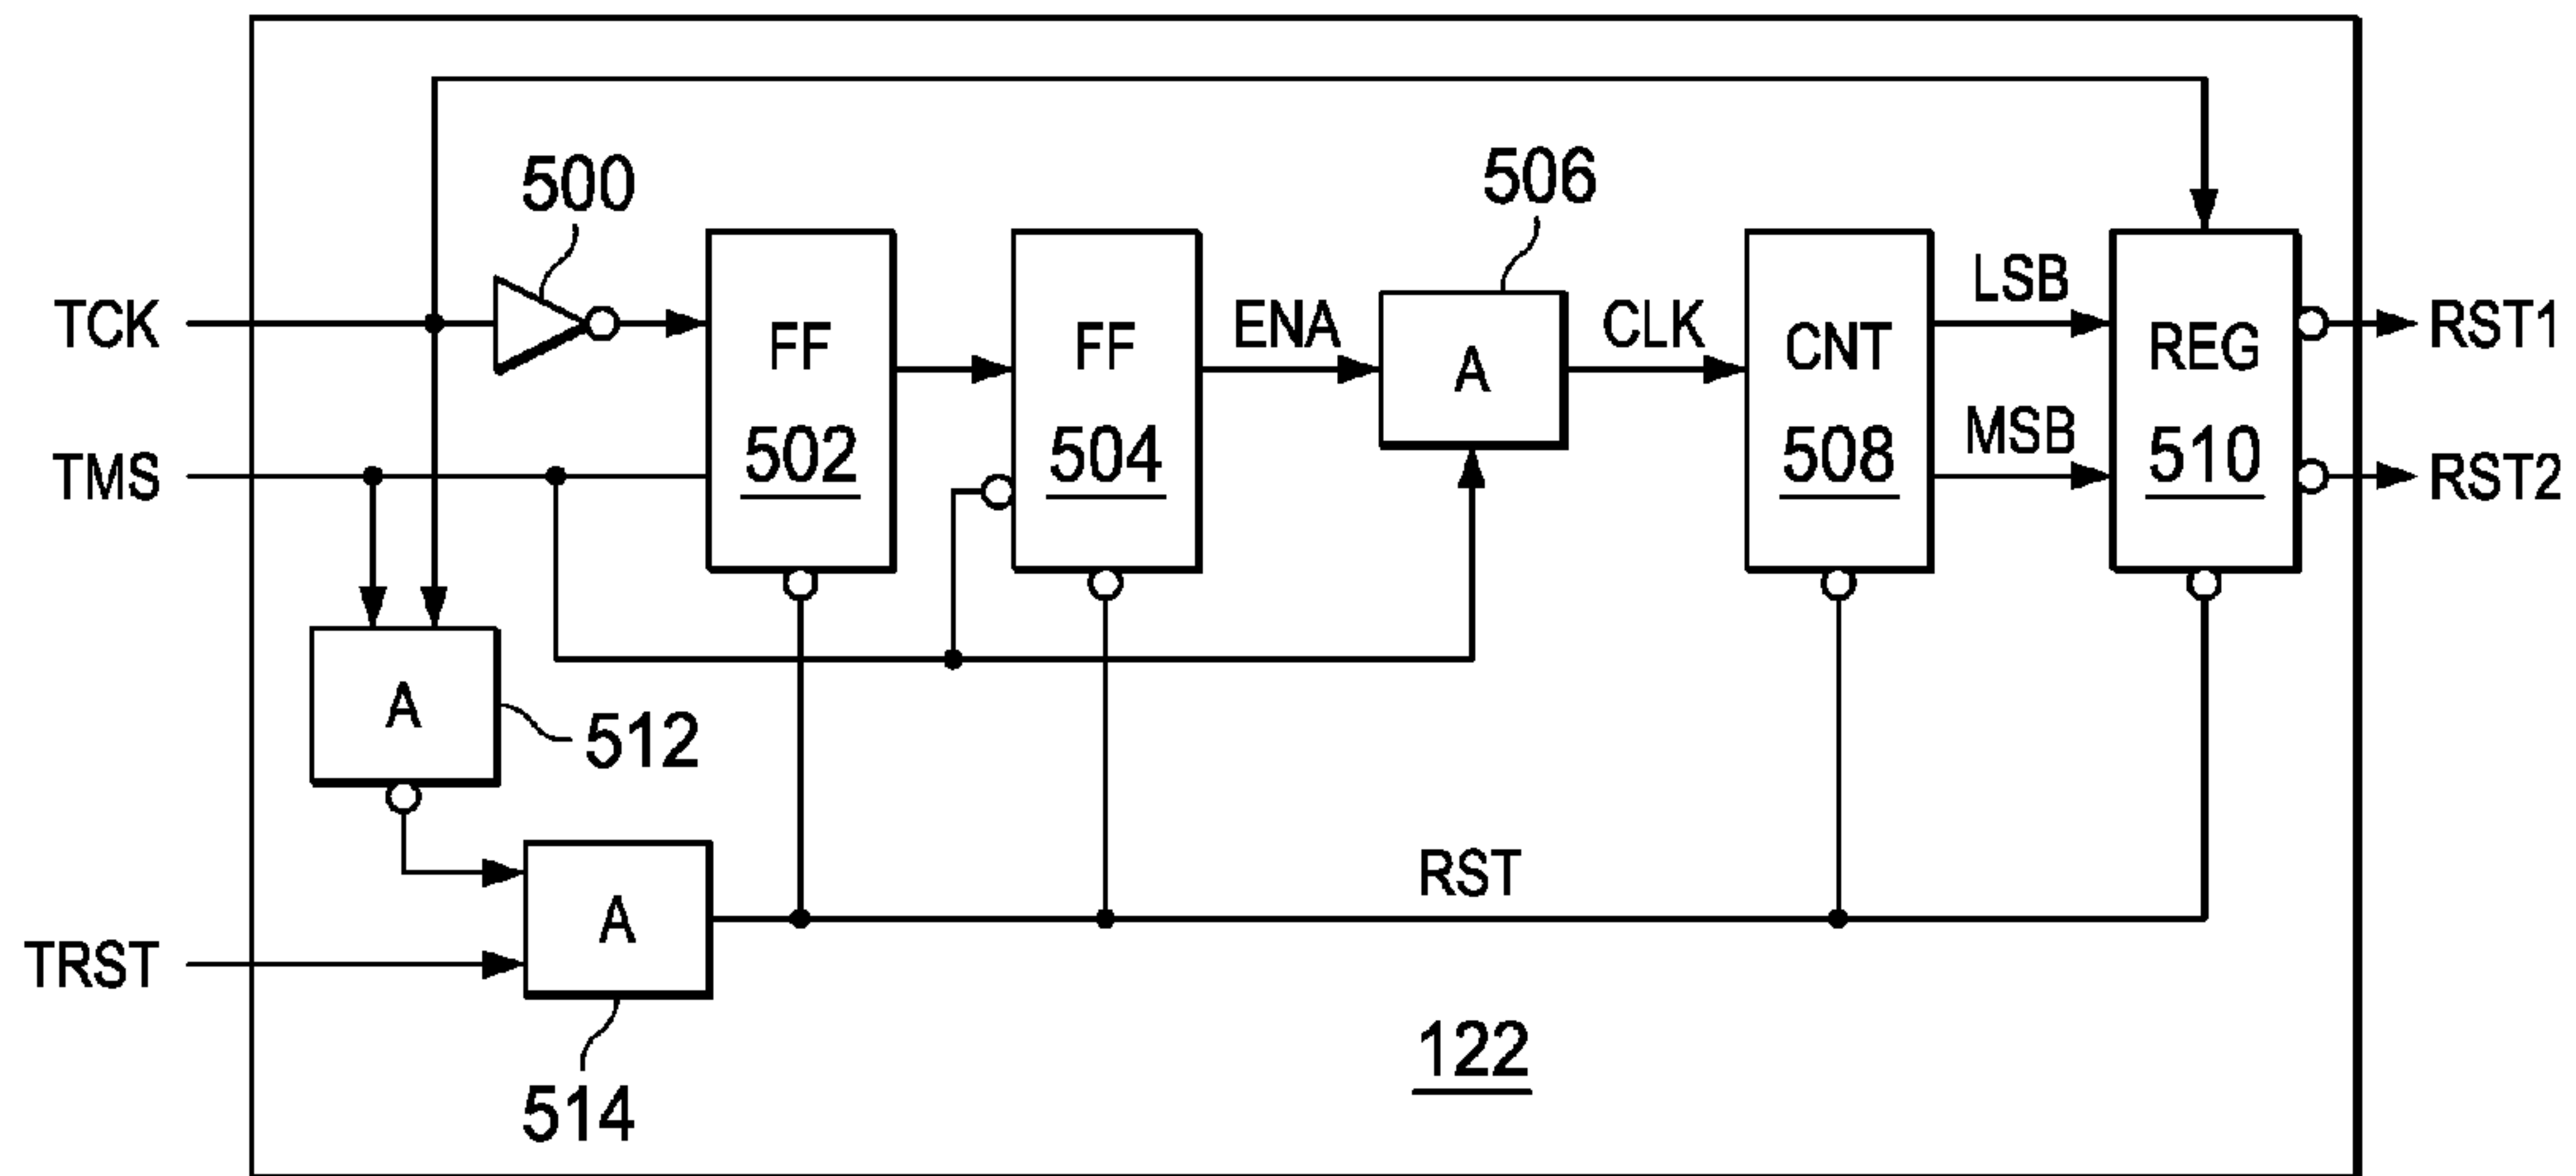 500
506
TCK
FF
502
FF
504
ENA
A
CLK
CNT
508
LSB
MSB
REG
510
RST1
TMS
RST2
A
512
TRST
A
514
RST
122